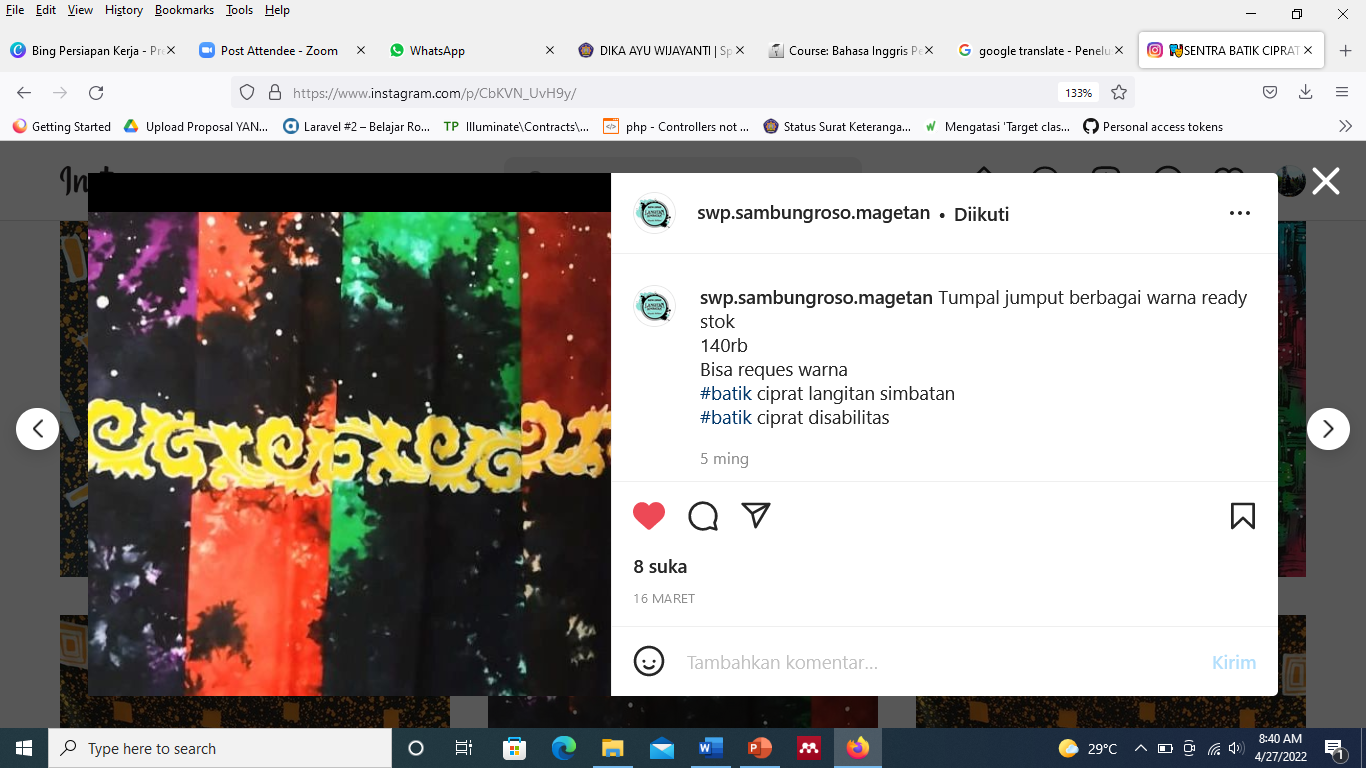 File Edit View History Bookmarks Tools Help
Bing Persiapan Kerja - Pre
Post Attendee - Zoom
WhatsApp
DIKA AYU WIJAYANTI | Sp
Course: Bahasa Inggris Pe
google translate - Penelu
SENTRA BATIK CIPRAT
https://www.instagram.com/p/CbKVN_UvH9y/
133%
Getting Started
Upload Proposal YAN...
Laravel #2 – Belajar Ro...
TP Illuminate\Contracts\...
php - Controllers not ...
Status Surat Keteranga...
Mengatasi 'Target clas...
Personal access tokens
swp.sambungroso.magetan • Diikuti
swp.sambungroso.magetan Tumpal jumput berbagai warna ready
stok
140rb
Bisa reques warna
#batik ciprat langitan simbatan
#batik ciprat disabilitas
5 ming
8 suka
16 MARET
Tambahkan komentar...
Kirim
Type here to search
29°C
8:40 AM
4/27/2022
1